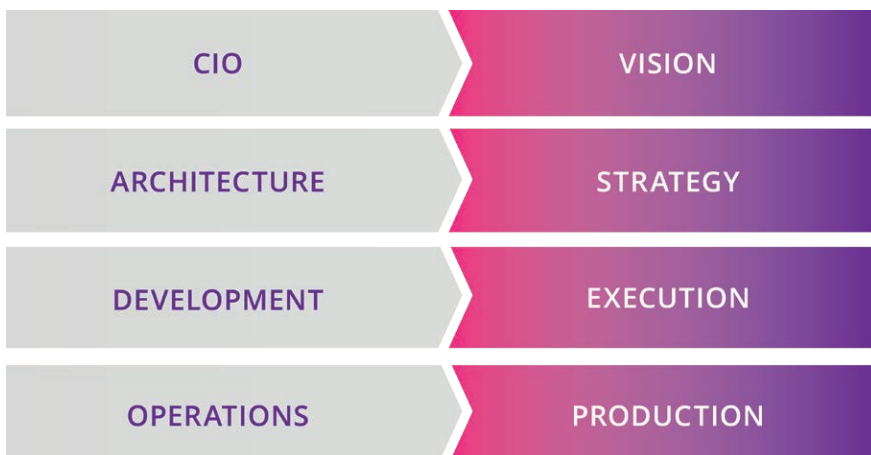 CIO
VISION
ARCHITECTURE
STRATEGY
DEVELOPMENT
EXECUTION
OPERATIONS
PRODUCTION